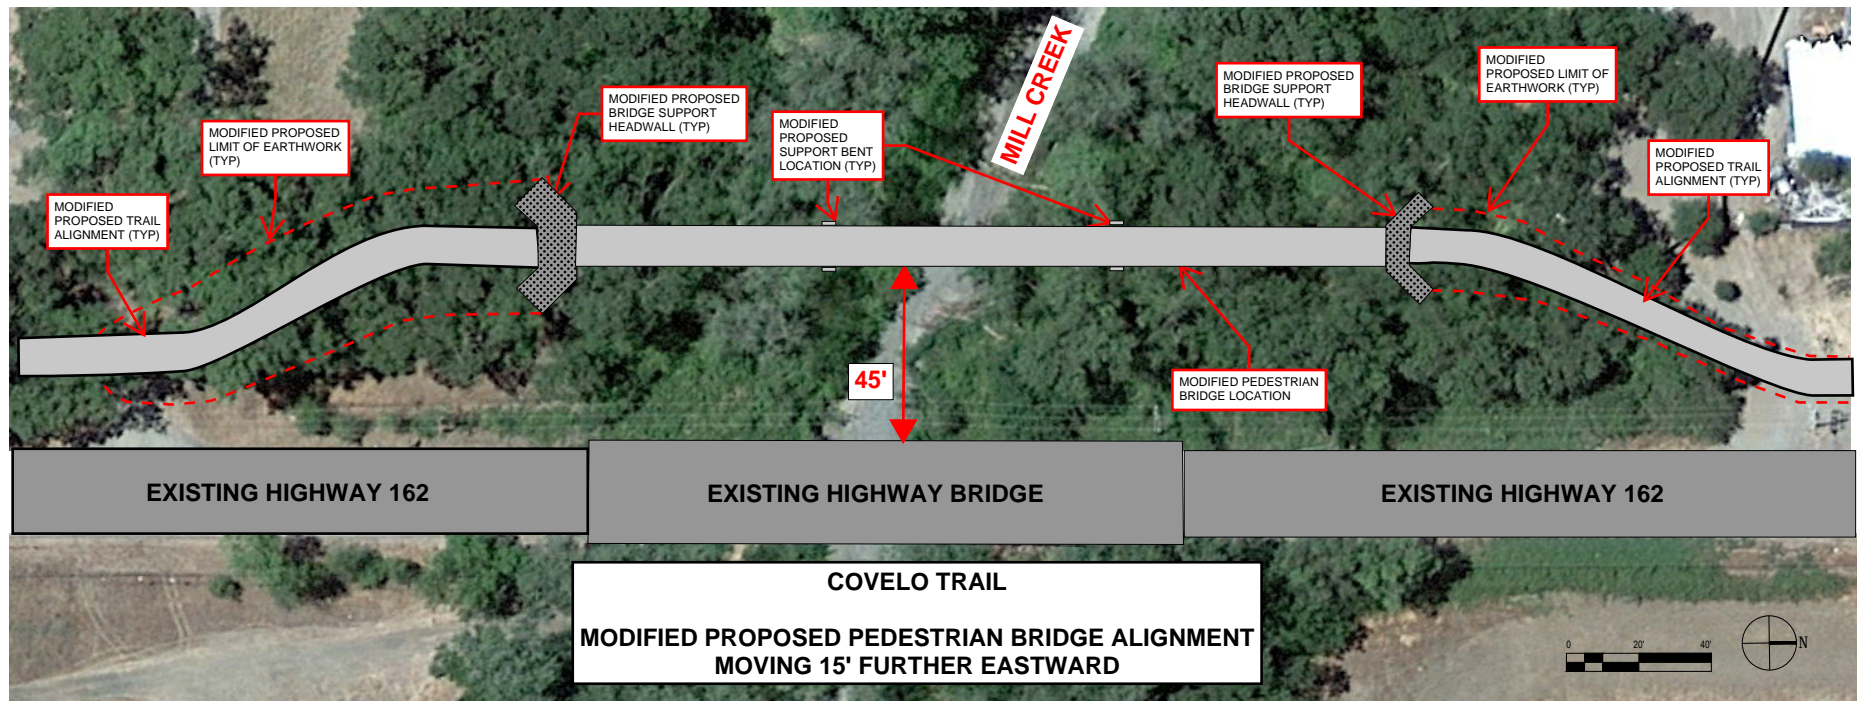 MILL CREEK
MODIFIED
PROPOSED LIMIT OF
EARTHWORK (TYP)
MODIFIED PROPOSED
BRIDGE SUPPORT
HEADWALL (TYP)
MODIFIED PROPOSED
BRIDGE SUPPORT
HEADWALL (TYP)
MODIFIED
PROPOSED
SUPPORT BENT
LOCATION (TYP)
MODIFIED PROPOSED
LIMIT OF EARTHWORK
(TYP)
MODIFIED
PROPOSED TRAIL
ALIGNMENT (TYP)
MODIFIED
PROPOSED TRAIL
ALIGNMENT (TYP)
45'
MODIFIED PEDESTRIAN
BRIDGE LOCATION
EXISTING HIGHWAY 162
EXISTING HIGHWAY BRIDGE
EXISTING HIGHWAY 162
COVELO TRAIL
MODIFIED PROPOSED PEDESTRIAN BRIDGE ALIGNMENT
MOVING 15' FURTHER EASTWARD
0 20' 40'
N